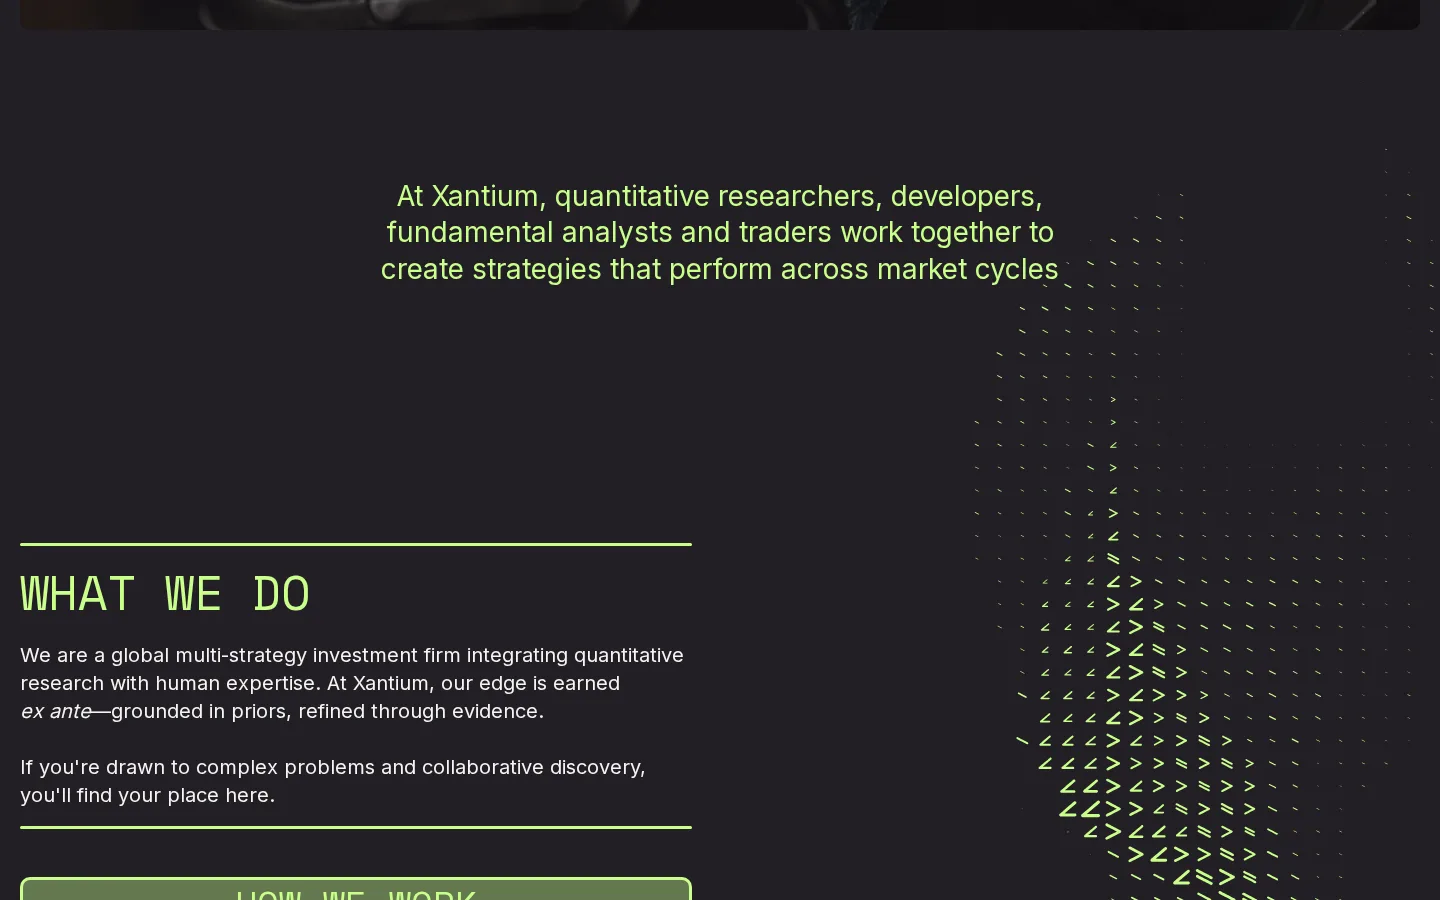 At Xantium, quantitative researchers, developers,
fundamental analysts and traders work together to
create strategies that perform across market cycles
WHAT WE DO
We are a global multi-strategy investment firm integrating quantitative
research with human expertise. At Xantium, our edge is earned
ex ante—grounded in priors, refined through evidence.
If you're drawn to complex problems and collaborative discovery,
you'll find your place here.
HOW WE WORK